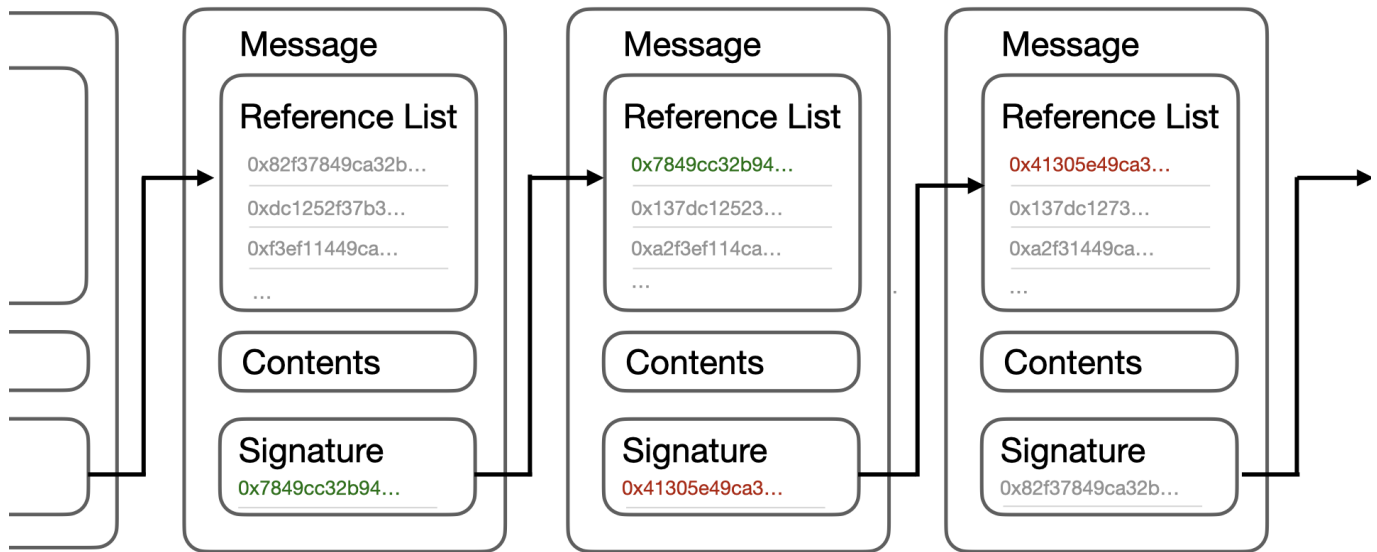 Message
Reference List
0x82f37849ca32b...
0xdc1252f37b3...
0xf3ef11449ca...
...
Contents
Signature
0x7849cc32b94...
Message
Reference List
0x7849cc32b94...
0x137dc12523...
0xa2f3ef114ca...
...
Contents
Signature
0x41305e49ca3...
.
Message
Reference List
0x41305e49ca3...
0x137dc1273...
0xa2f31449ca...
...
Contents
Signature
0x82f37849ca32b...